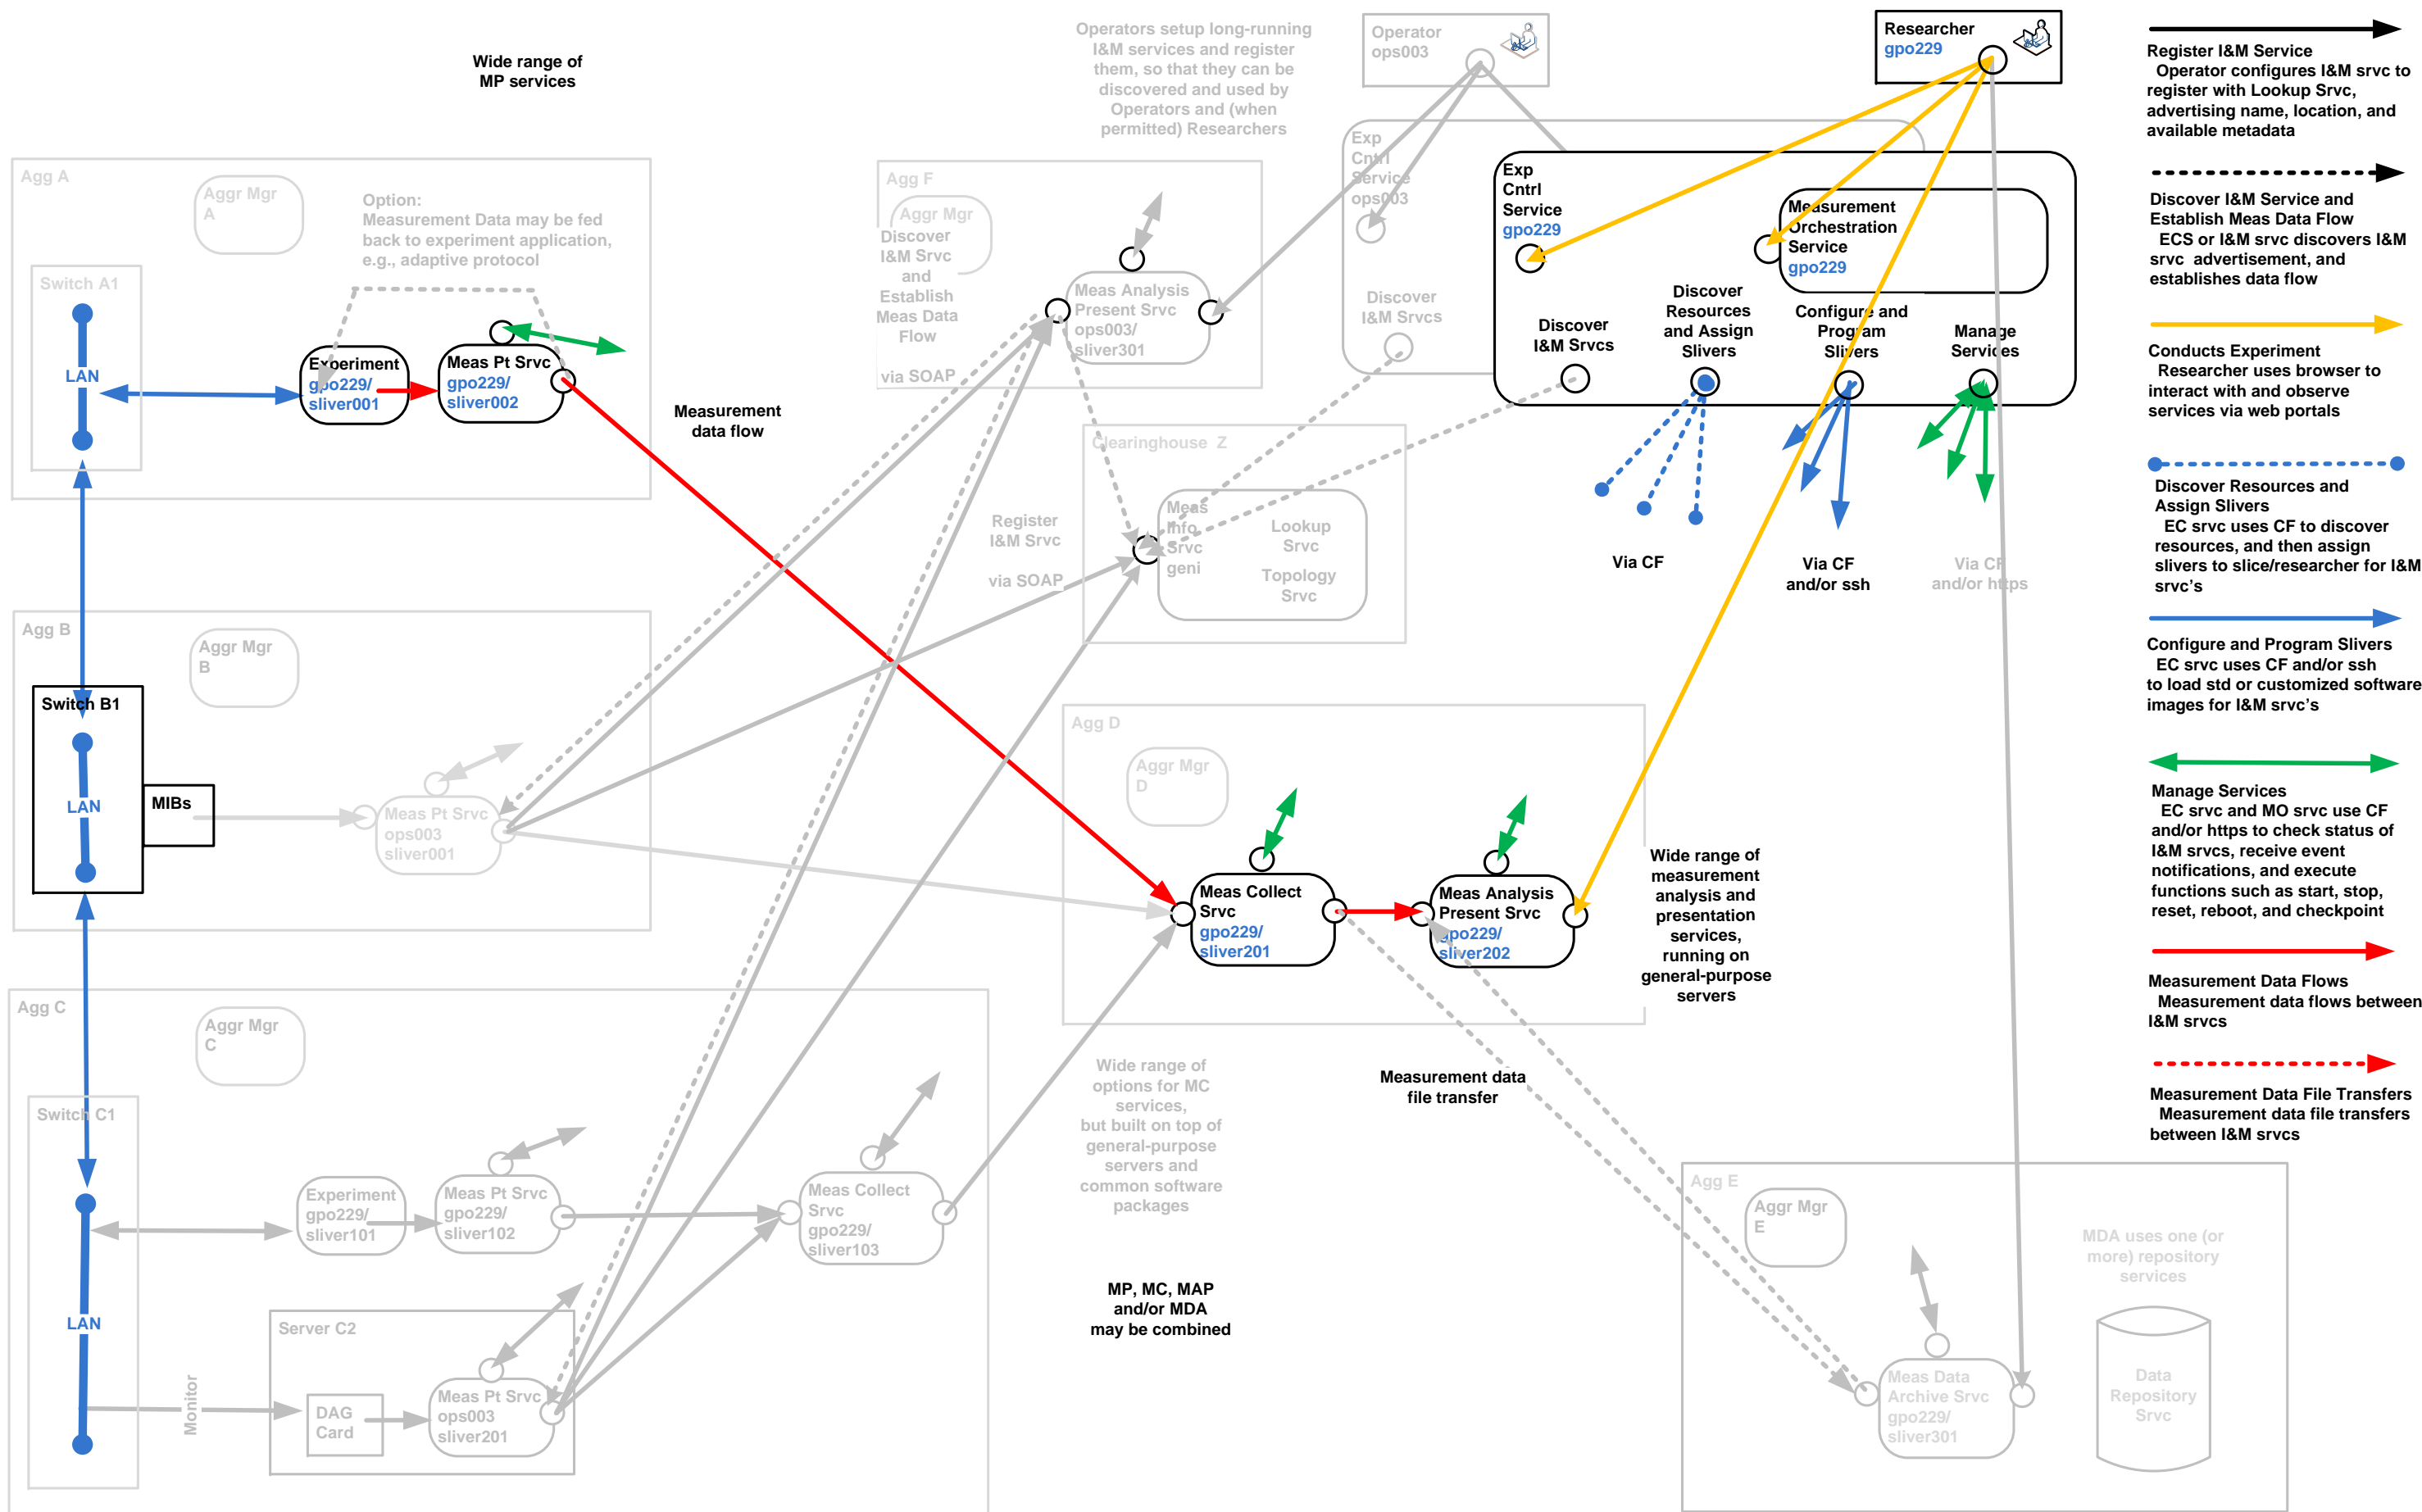 Wide range of
MP services
Operators setup long-running
I&M services and register
them, so that they can be
discovered and used by
Operators and (when
permitted) Researchers
Operator
ops003
Researcher
gpo229
Register I&M Service
Operator configures I&M srvc to
register with Lookup Srvc,
advertising name, location, and
available metadata
Discover I&M Service and
Establish Meas Data Flow
ECS or I&M srvc discovers I&M
srvc advertisement, and
establishes data flow
Conducts Experiment
Researcher uses browser to
interact with and observe
services via web portals
Discover Resources and
Assign Slivers
EC srvc uses CF to discover
resources, and then assign
slivers to slice/researcher for I&M
srvc's
Configure and Program Slivers
EC srvc uses CF and/or ssh
to load std or customized software
images for I&M srvc's
Manage Services
EC srvc and MO srvc use CF
and/or https to check status of
I&M srvcs, receive event
notifications, and execute
functions such as start, stop,
reset, reboot, and checkpoint
Measurement Data Flows
Measurement data flows between
I&M srvcs
Measurement Data File Transfers
Measurement data file transfers
between I&M srvcs
Agg A
Aggr Mgr
A
Option:
Measurement Data may be fed
back to experiment application,
e.g., adaptive protocol
Switch A1
LAN
Experiment
gpo229/
sliver001
Meas Pt Srvc
gpo229/
sliver002
Measurement
data flow
Agg F
Aggr Mgr
Discover
I&M Srvc
and
Establish
Meas Data
Flow
via SOAP
Meas Analysis
Present Srvc
ops003/
sliver301
Exp
Cntrl
Service
ops003
Discover
I&M Srvcs
Exp
Cntrl
Service
gpo229
Measurement
Orchestration
Service
gpo229
Discover
I&M Srvcs
Discover
Resources
and Assign
Slivers
Configure and
Program
Slivers
Manage
Services
Via CF
Via CF
and/or ssh
Via CF
and/or https
Clearinghouse Z
Meas
Info
Srvc
geni
Lookup
Srvc
Topology
Srvc
Register
I&M Srvc
via SOAP
Agg B
Aggr Mgr
B
Switch B1
LAN
MIBs
Meas Pt Srvc
ops003
sliver001
Agg D
Aggr Mgr
D
Meas Collect
Srvc
gpo229/
sliver201
Meas Analysis
Present Srvc
gpo229/
sliver202
Wide range of
measurement
analysis and
presentation
services,
running on
general-purpose
servers
Agg C
Aggr Mgr
C
Switch C1
LAN
Experiment
gpo229/
sliver101
Meas Pt Srvc
gpo229/
sliver102
Meas Collect
Srvc
gpo229/
sliver103
Monitor
Server C2
DAG
Card
Meas Pt Srvc
ops003
sliver201
Wide range of
options for MC
services,
but built on top of
general-purpose
servers and
common software
packages
Measurement data
file transfer
MP, MC, MAP
and/or MDA
may be combined
Agg E
Aggr Mgr
E
MDA uses one (or
more) repository
services
Meas Data
Archive Srvc
gpo229/
sliver301
Data
Repository
Srvc